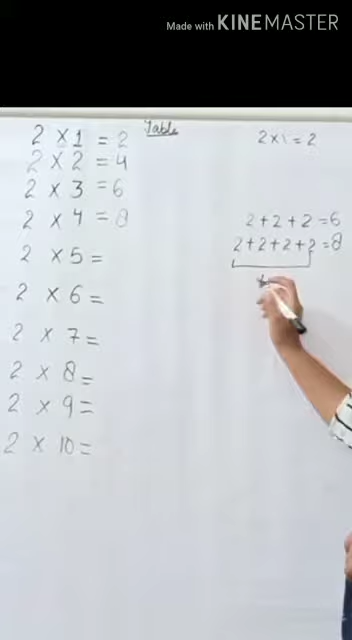 Made with KINEMASTER
Table
2 × 1 = 2
2 × 2 = 4
2 × 3 = 6
2 × 4 = 8
2 × 5 =
2 × 6 =
2 × 7 =
2 × 8 =
2 × 9 =
2 × 10 =
2 × 1 = 2
2 + 2 + 2 = 6
2 + 2 + 2 + 2 = 8